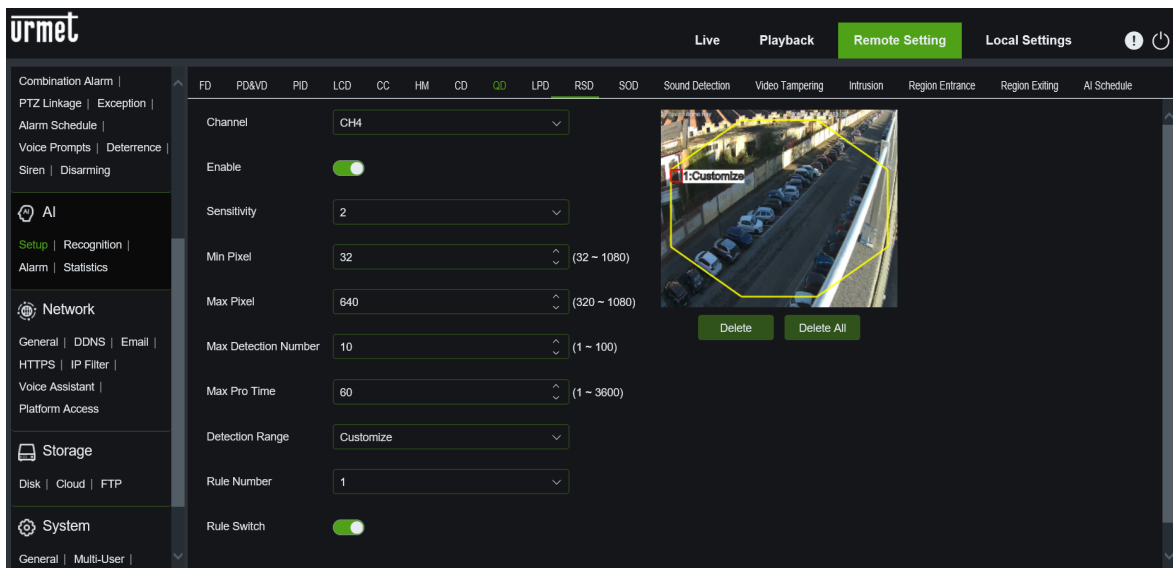 urmet
Live Playback Remote Setting Local Settings
Combination Alarm |
PTZ Linkage | Exception |
Alarm Schedule |
Voice Prompts | Deterrence |
Siren | Disarming
AI
Setup | Recognition |
Alarm | Statistics
Network
General | DDNS | Email |
HTTPS | IP Filter |
Voice Assistant |
Platform Access
Storage
Disk | Cloud | FTP
System
General | Multi-User |
FD PD&VD PID LCD CC HM CD QD LPD RSD SOD Sound Detection Video Tampering Intrusion Region Entrance Region Exiting AI Schedule
Channel CH4
Enable
Sensitivity 2
Min Pixel 32 (32 ~ 1080)
Max Pixel 640 (320 ~ 1080)
Max Detection Number 10 (1 ~ 100)
Max Pro Time 60 (1 ~ 3600)
Detection Range Customize
Rule Number 1
Rule Switch
1:Customize
Delete Delete All